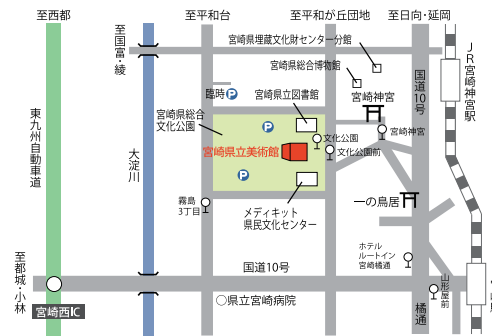 至西都
至平和台
至平和が丘団地
至日向・延岡
至国富・綾
宮崎県埋蔵文化財センター分館
宮崎県総合博物館
JR宮崎神宮駅
国道10号
臨時P
宮崎県立図書館
宮崎神宮
宮崎県総合
文化公園
P
文化公園
宮崎神宮
東九州自動車道
大淀川
宮崎県立美術館
文化公園前
P
霧島
3丁目
一の鳥居
メディキット
県民文化センター
至都城・小林
国道10号
ホテル
ルートイン
宮崎橘通
山形屋前
宮崎西IC
〇県立宮崎病院
橘通